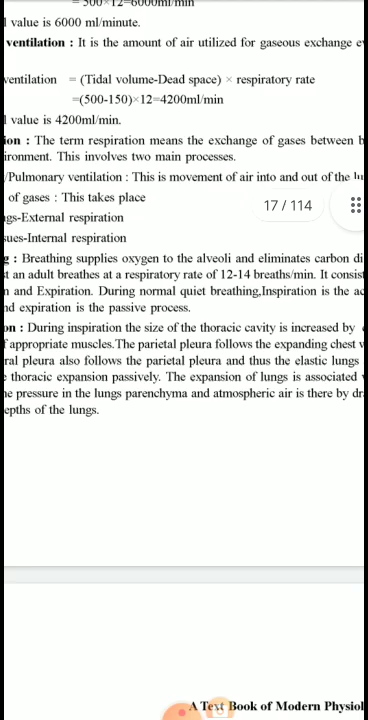 = 500×12=6000ml/min
l value is 6000 ml/minute.
ventilation : It is the amount of air utilized for gaseous exchange e
ventilation = (Tidal volume-Dead space) × respiratory rate
=(500-150)×12=4200ml/min
l value is 4200ml/min.
ion : The term respiration means the exchange of gases between b
ironment. This involves two main processes.
/Pulmonary ventilation : This is movement of air into and out of the lu
of gases : This takes place
17 / 114
gs-External respiration
sues-Internal respiration
g : Breathing supplies oxygen to the alveoli and eliminates carbon di
t an adult breathes at a respiratory rate of 12-14 breaths/min. It consist
n and Expiration. During normal quiet breathing,Inspiration is the ac
nd expiration is the passive process.
on : During inspiration the size of the thoracic cavity is increased by
f appropriate muscles.The parietal pleura follows the expanding chest w
ral pleura also follows the parietal pleura and thus the elastic lungs
e thoracic expansion passively. The expansion of lungs is associated
he pressure in the lungs parenchyma and atmospheric air is there by dr
epths of the lungs.
A Text Book of Modern Physiol